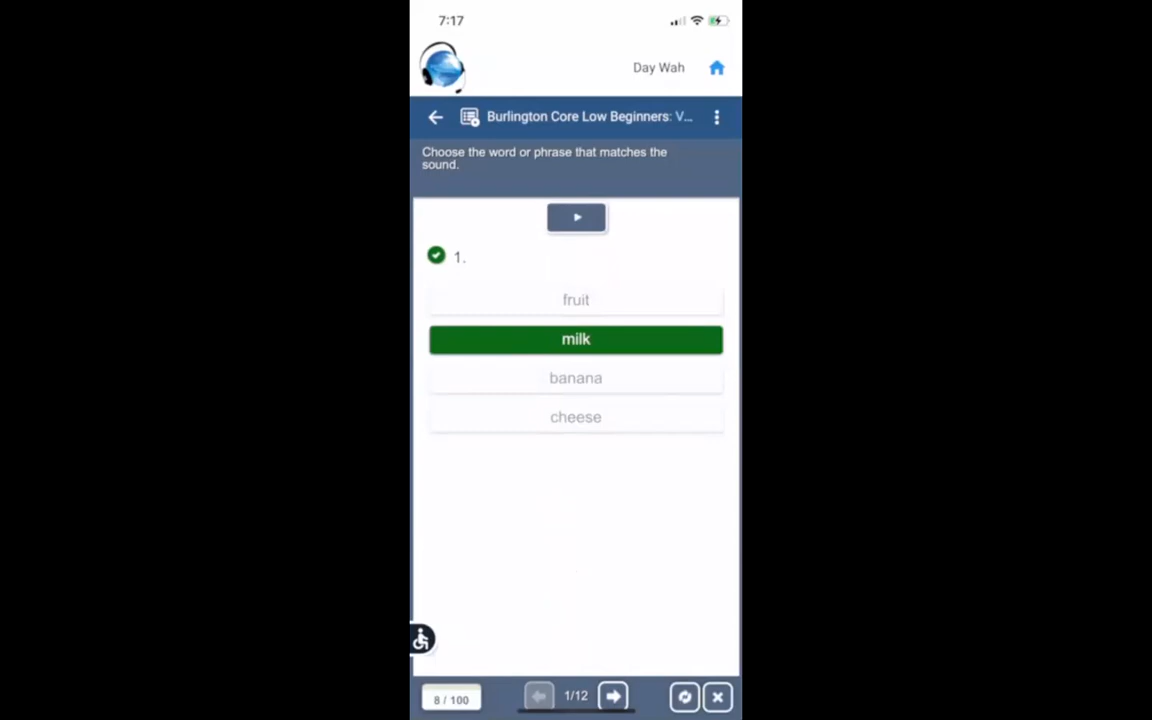 7:17
Day Wah
Burlington Core Low Beginners: V...
Choose the word or phrase that matches the
sound.
1.
fruit
milk
banana
cheese
8 / 100
1/12